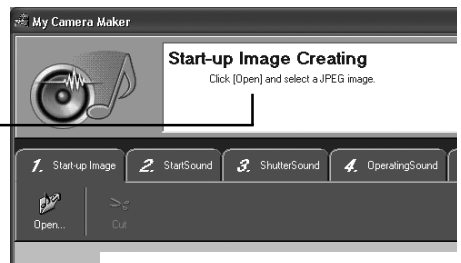 My Camera Maker
Start-up Image Creating
Click [Open] and select a JPEG image.
1. Start-up Image 2. StartSound 3. ShutterSound 4. OperatingSound
Open... Cut